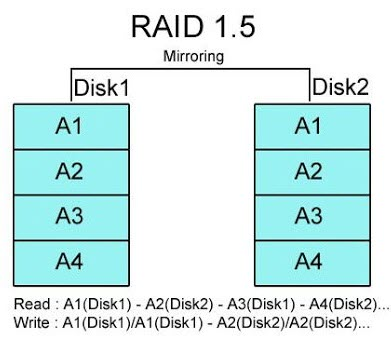 RAID 1.5
Mirroring
Disk1 Disk2
A1 A1
A2 A2
A3 A3
A4 A4
Read : A1(Disk1) - A2(Disk2) - A3(Disk1) - A4(Disk2)...
Write : A1(Disk1)/A1(Disk1) - A2(Disk2)/A2(Disk2)...